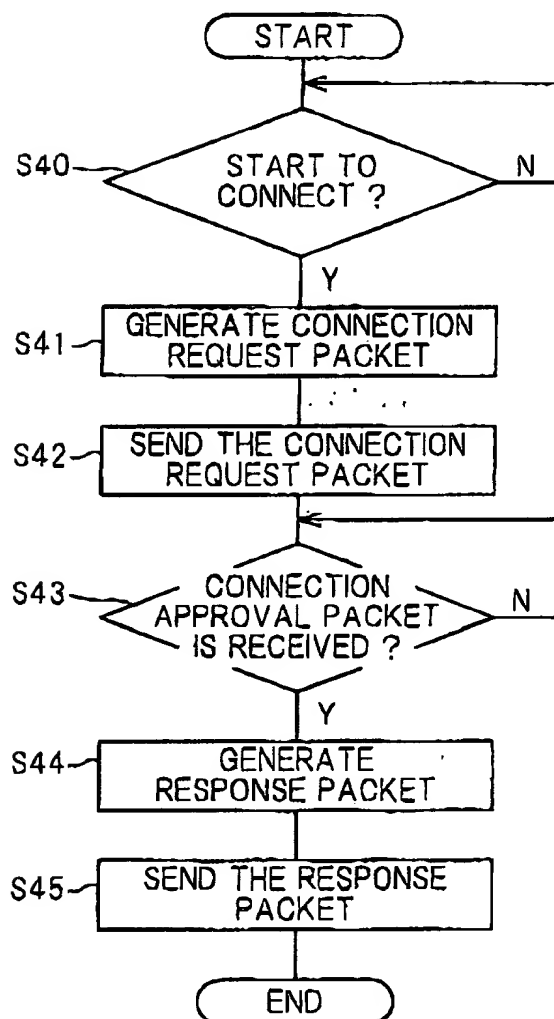 START
S40
START TO
CONNECT ?
N
Y
S41
GENERATE CONNECTION
REQUEST PACKET
S42
SEND THE CONNECTION
REQUEST PACKET
S43
CONNECTION
APPROVAL PACKET
IS RECEIVED ?
N
Y
S44
GENERATE
RESPONSE PACKET
S45
SEND THE RESPONSE
PACKET
END